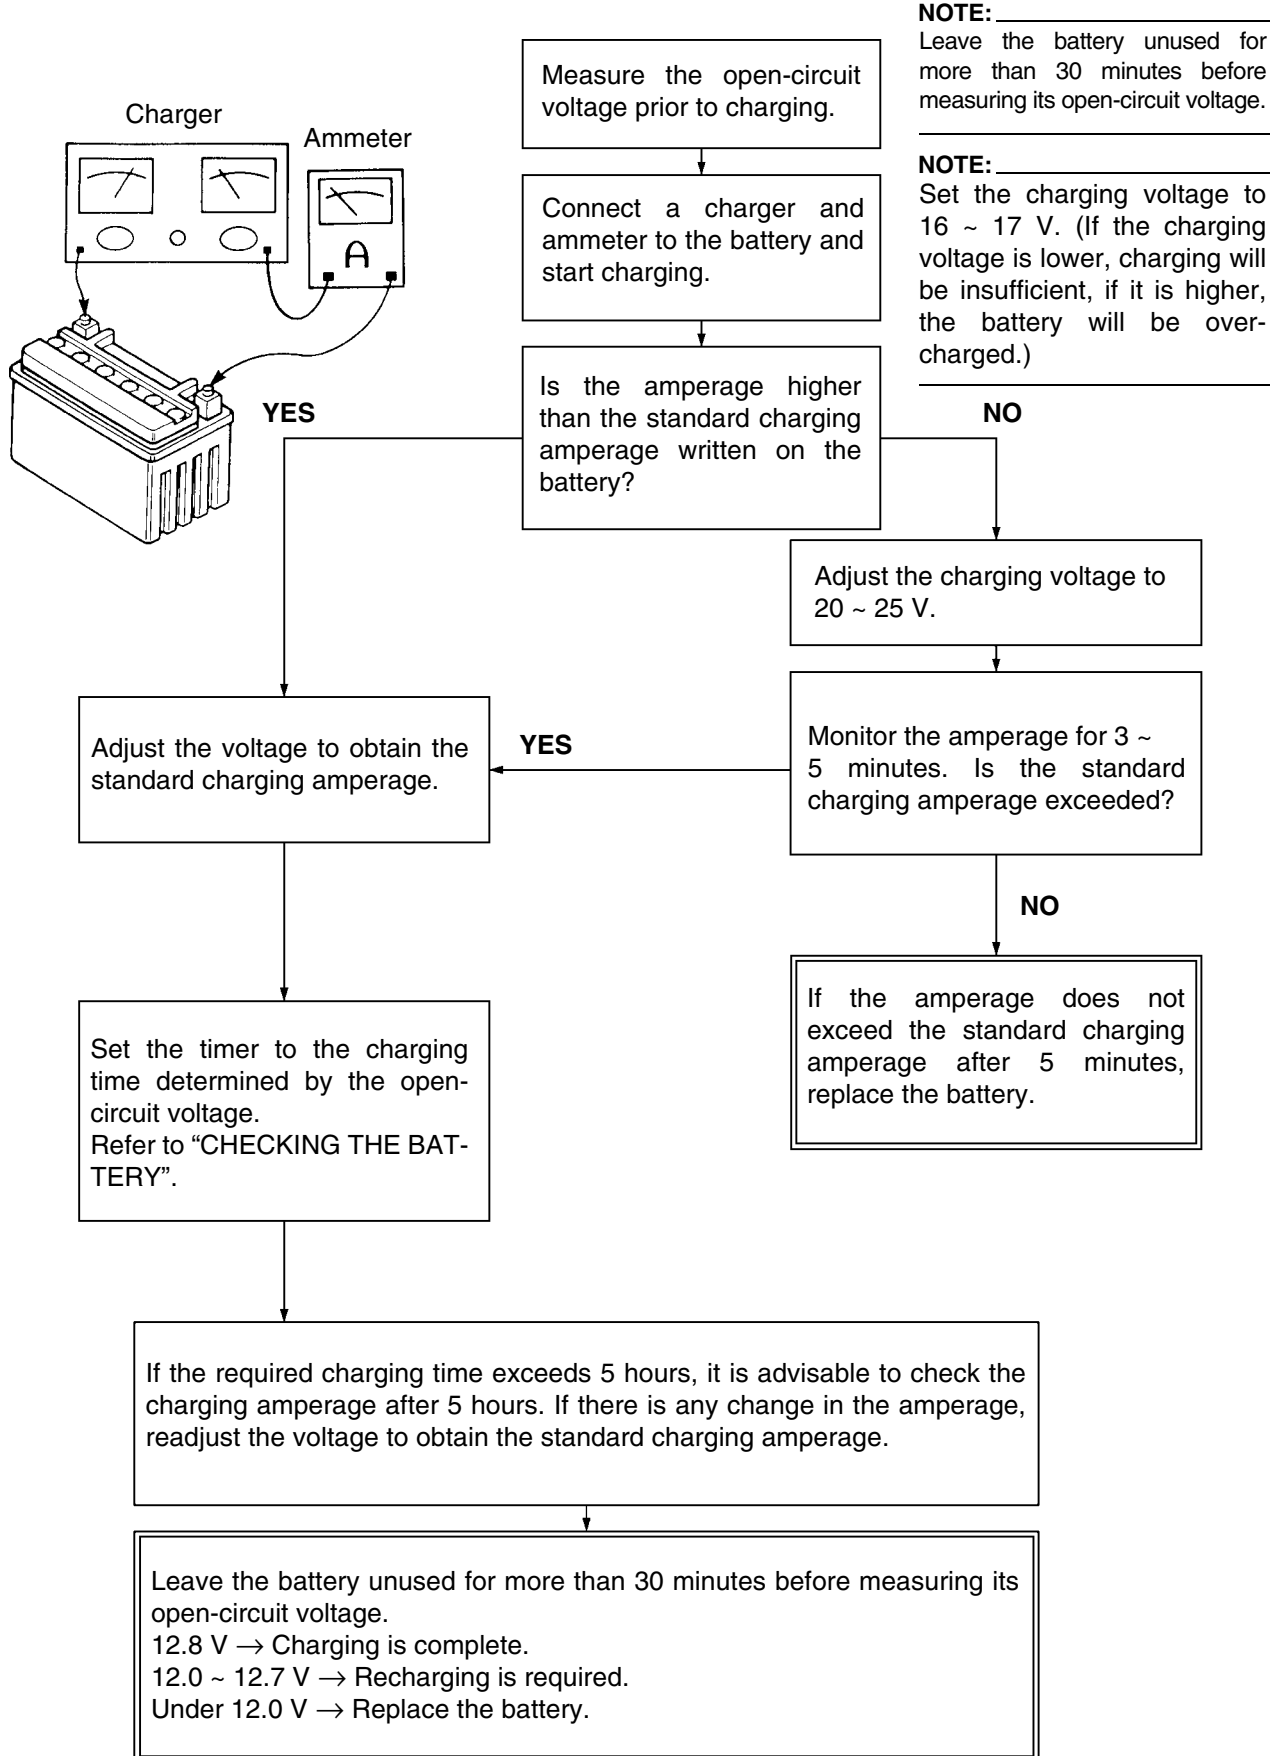 NOTE:
Leave the battery unused for
more than 30 minutes before
measuring its open-circuit voltage.
Measure the open-circuit
voltage prior to charging.
Charger
Ammeter
A
NOTE:
Set the charging voltage to
16 ~ 17 V. (If the charging
voltage is lower, charging will
be insufficient, if it is higher,
the battery will be over-
charged.)
Connect a charger and
ammeter to the battery and
start charging.
Is the amperage higher
than the standard charging
amperage written on the
battery?
YES
NO
Adjust the charging voltage to
20 ~ 25 V.
Monitor the amperage for 3 ~
5 minutes. Is the standard
charging amperage exceeded?
YES
Adjust the voltage to obtain the
standard charging amperage.
NO
If the amperage does not
exceed the standard charging
amperage after 5 minutes,
replace the battery.
Set the timer to the charging
time determined by the open-
circuit voltage.
Refer to “CHECKING THE BAT-
TERY”.
If the required charging time exceeds 5 hours, it is advisable to check the
charging amperage after 5 hours. If there is any change in the amperage,
readjust the voltage to obtain the standard charging amperage.
Leave the battery unused for more than 30 minutes before measuring its
open-circuit voltage.
12.8 V → Charging is complete.
12.0 ~ 12.7 V → Recharging is required.
Under 12.0 V → Replace the battery.